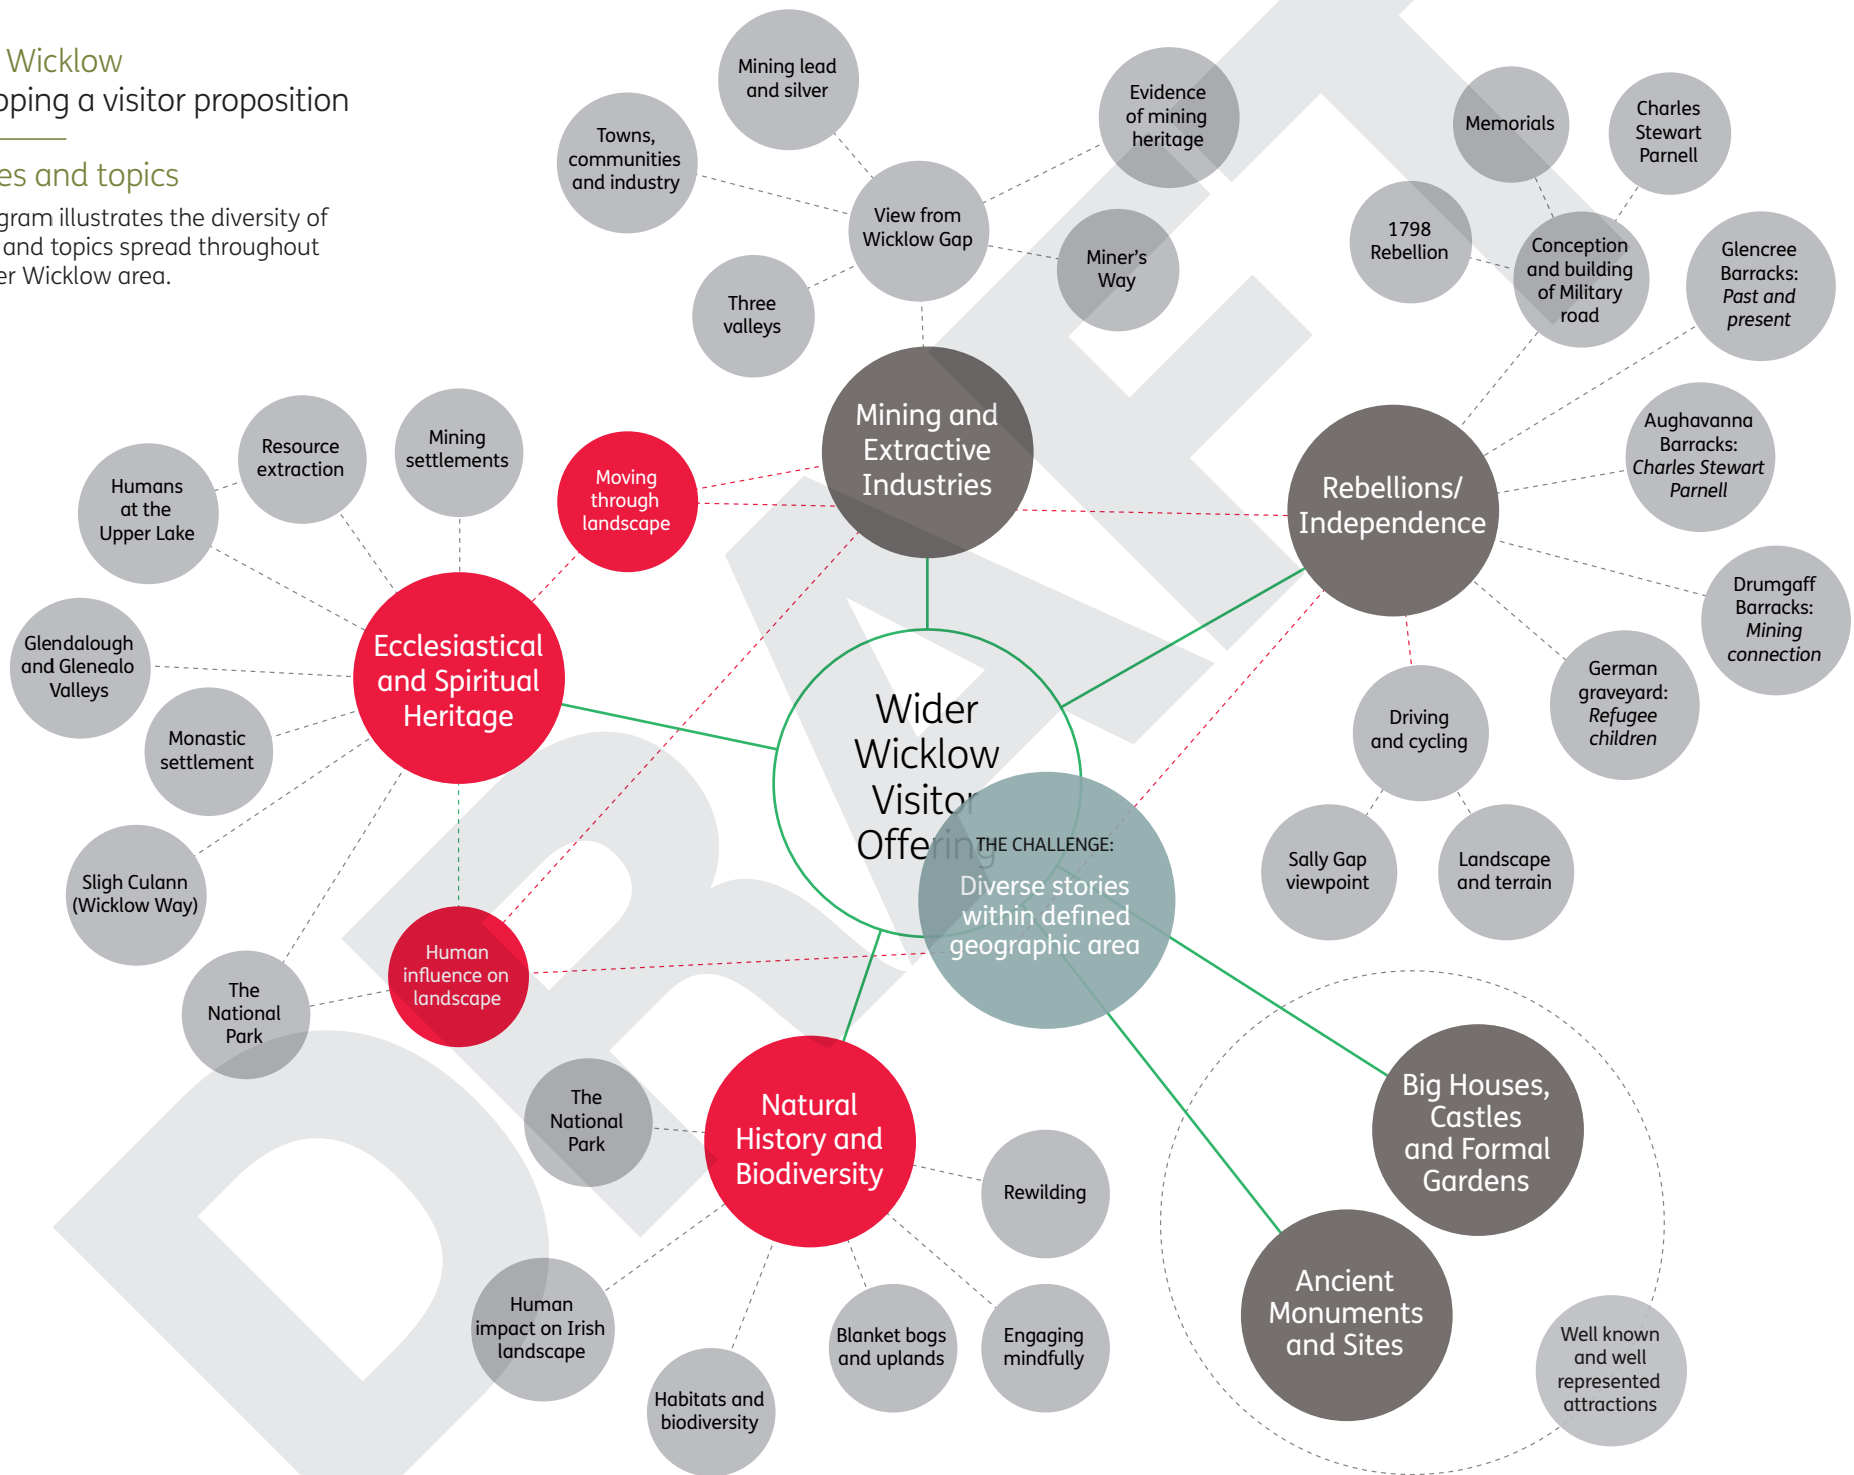 Wicklow
pping a visitor proposition
es and topics
gram illustrates the diversity of
and topics spread throughout
er Wicklow area.
Mining lead
and silver
Towns,
communities
and industry
Evidence
of mining
heritage
View from
Wicklow Gap
Miner's
Way
Three
valleys
Memorials
Charles
Stewart
Parnell
1798
Rebellion
Conception
and building
of Military
road
Glencree
Barracks:
Past and
present
Mining and
Extractive
Industries
Rebellions/
Independence
Aughavanna
Barracks:
Charles Stewart
Parnell
Drumgaff
Barracks:
Mining
connection
German
graveyard:
Refugee
children
Driving
and cycling
Sally Gap
viewpoint
Landscape
and terrain
Moving
through
landscape
Mining
settlements
Resource
extraction
Humans
at the
Upper Lake
Glendalough
and Glenealo
Valleys
Monastic
settlement
Sligh Culann
(Wicklow Way)
The
National
Park
Ecclesiastical
and Spiritual
Heritage
Human
influence on
landscape
Wider
Wicklow
Visitor
Offering
THE CHALLENGE:
Diverse stories
within defined
geographic area
Natural
History and
Biodiversity
The
National
Park
Rewilding
Human
impact on Irish
landscape
Habitats and
biodiversity
Blanket bogs
and uplands
Engaging
mindfully
Big Houses,
Castles
and Formal
Gardens
Ancient
Monuments
and Sites
Well known
and well
represented
attractions
DRAFT